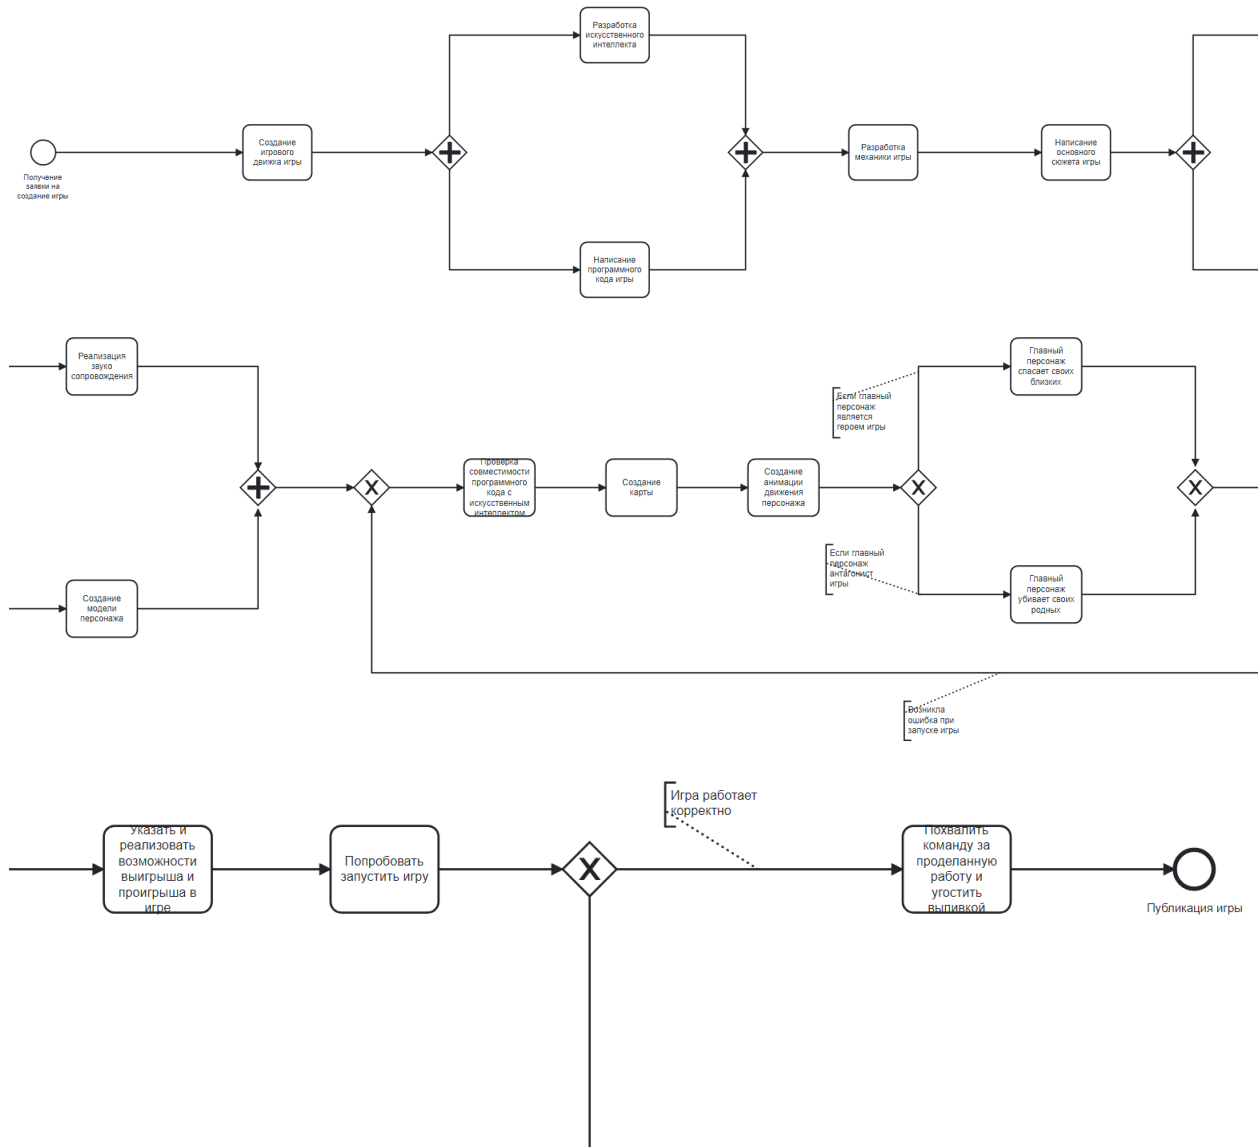 Разработка
искусственного
интеллекта
Получение
заявки на
создание игры
Создание
игрового
движка игры
Разработка
механики игры
Написание
основного
сюжета игры
Написание
программного
кода игры
Реализация
звуко
сопровождения
Создание
модели
персонажа
Проверка
совместимости
программного
кода с
искусственным
интеллектом
Создание
карты
Создание
анимации
движения
персонажа
Если главный
персонаж
является
героем игры
Если главный
персонаж
антагонист
игры
Главный
персонаж
спасает своих
близких
Главный
персонаж
убивает своих
родных
Возникла
ошибка при
запуске игры
Указать и
реализовать
возможности
выигрыша и
проигрыша в
игре
Попробовать
запустить игру
Игра работает
корректно
Похвалить
команду за
проделанную
работу и
угостить
выпивкой
Публикация игры